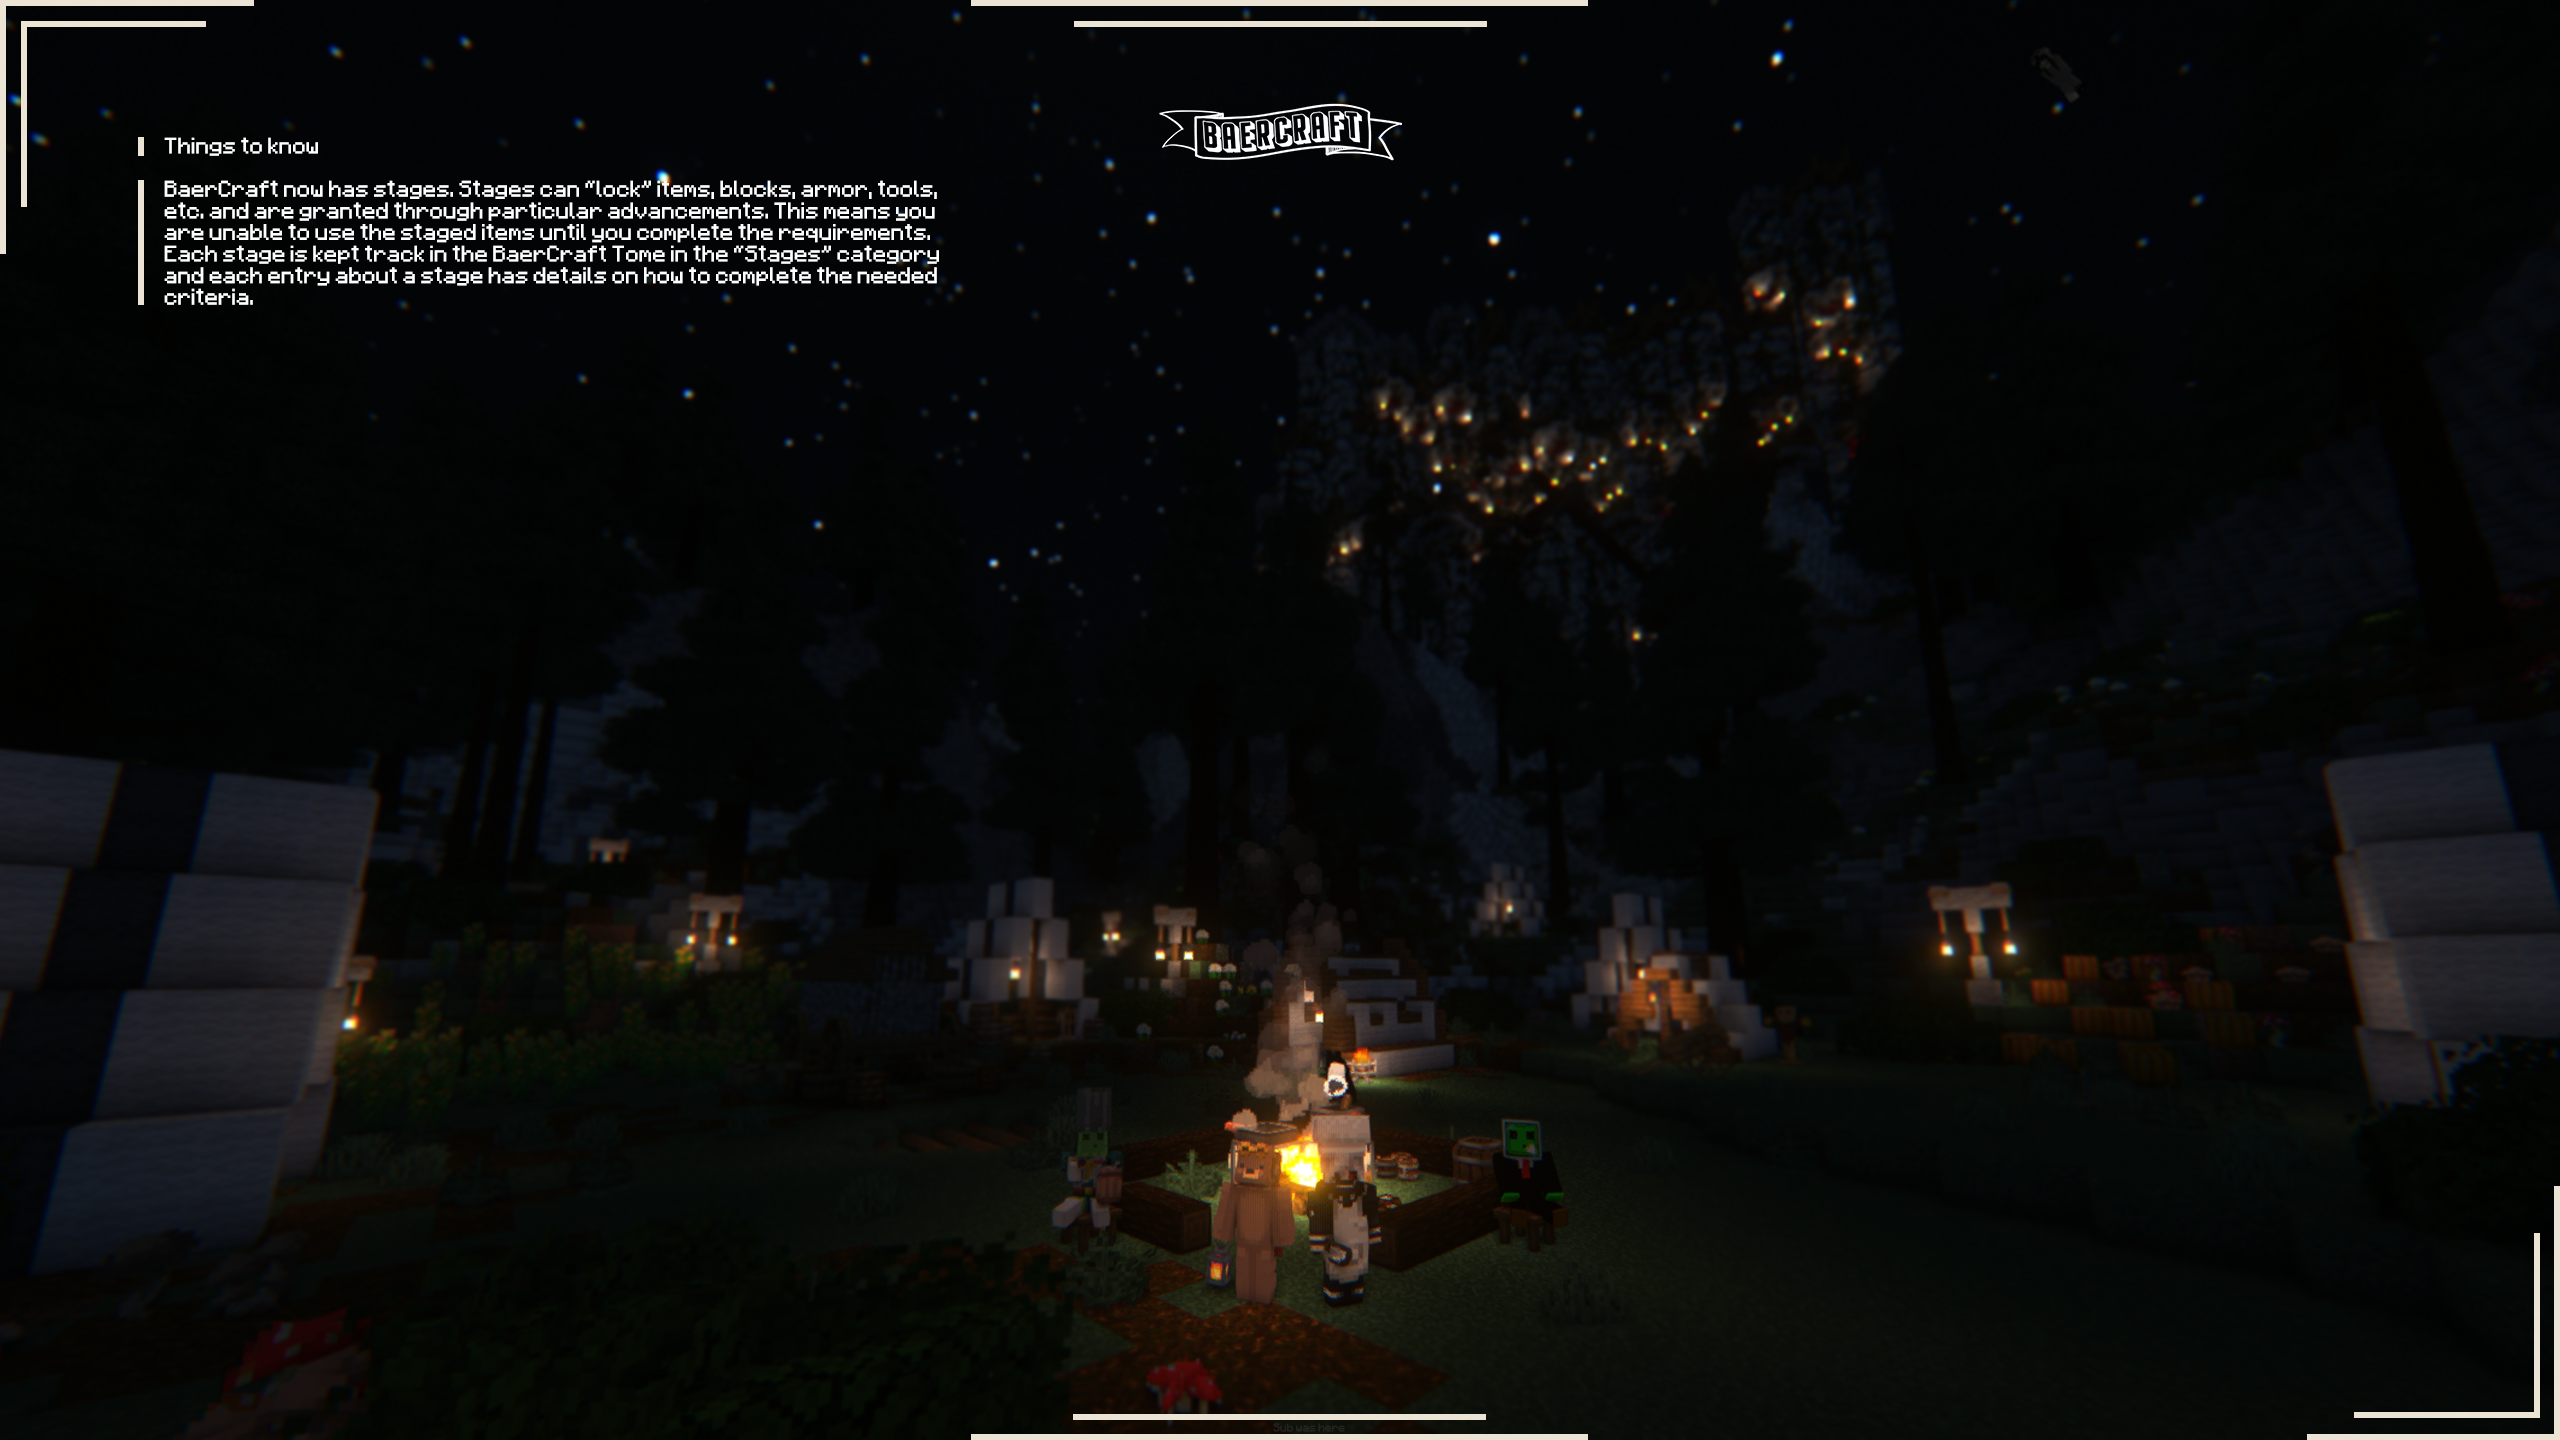 BAERCRAFT
Things to know
BaerCraft now has stages. Stages can “lock” items, blocks, armor, tools,
etc. and are granted through particular advancements. This means you
are unable to use the staged items until you complete the requirements.
Each stage is kept track in the BaerCraft Tome in the “Stages” category
and each entry about a stage has details on how to complete the needed
criteria.
Sub was here